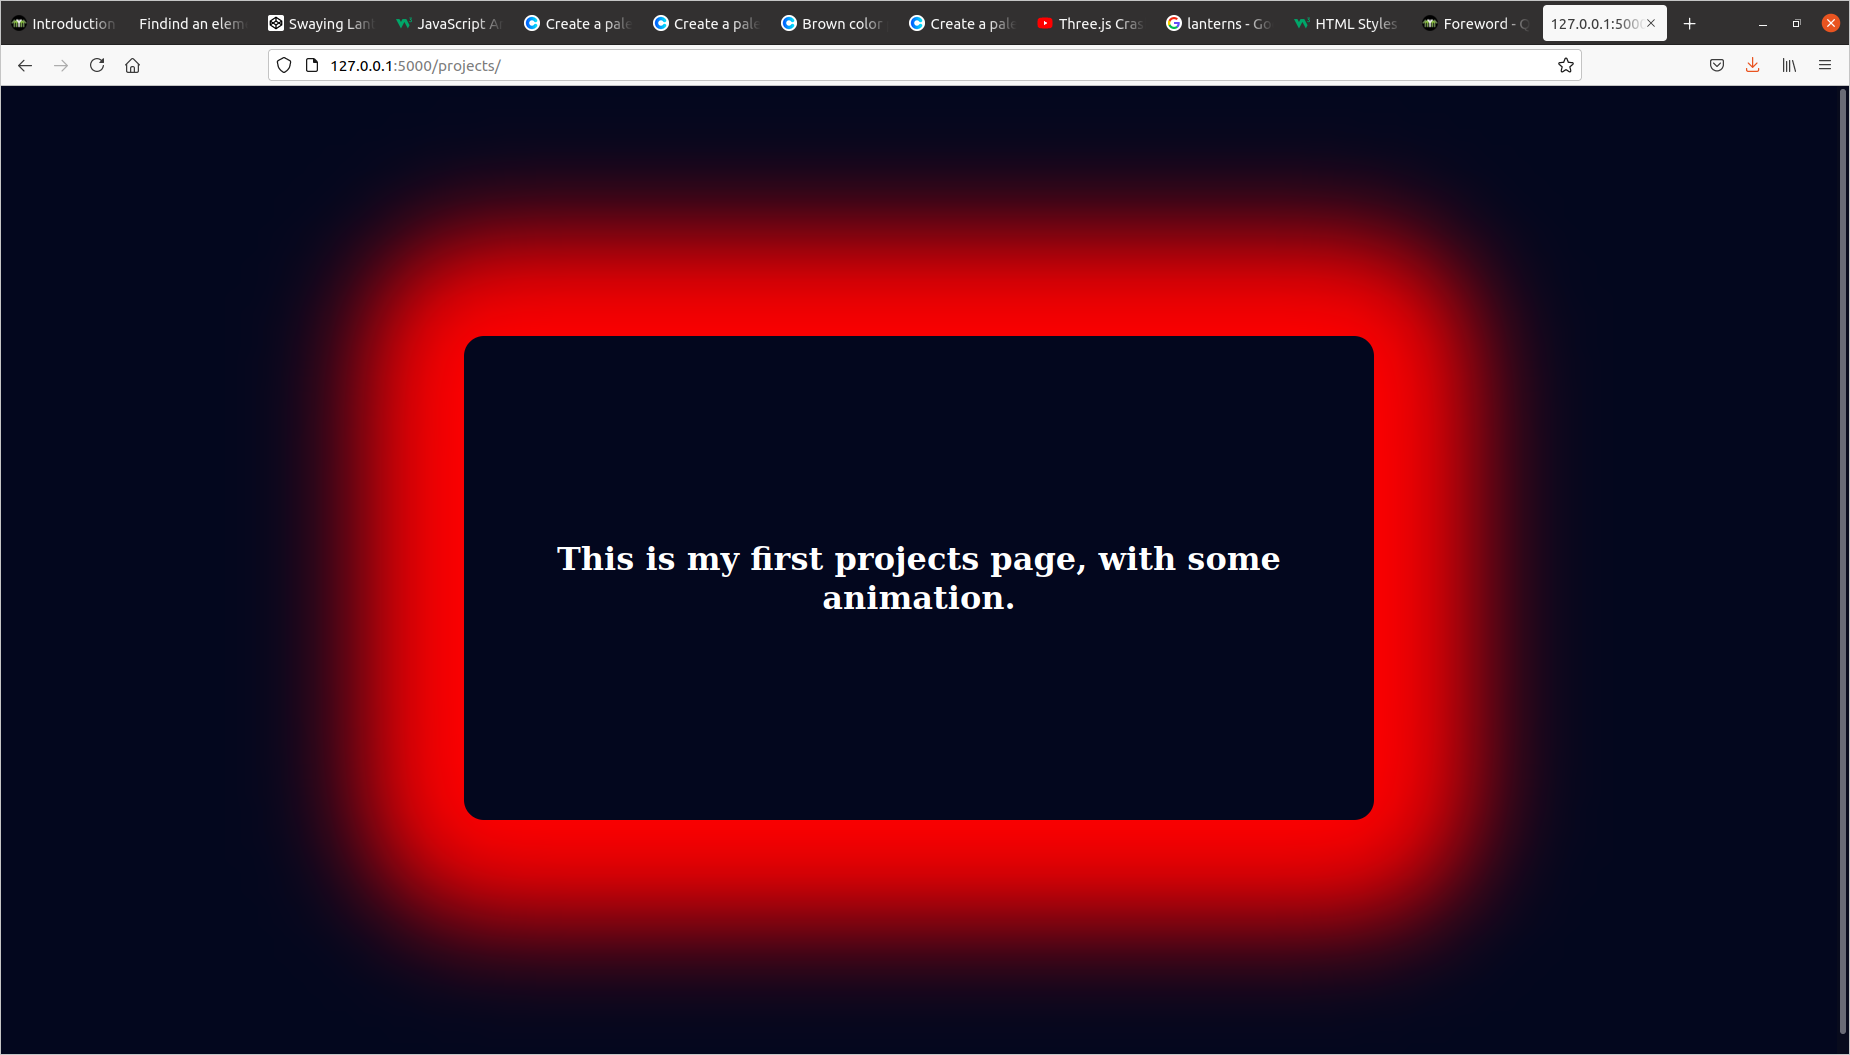 Introduction
Findind an elem
Swaying Lan
JavaScript A
Create a pale
Create a pale
Brown color
Create a pale
Three.js Cras
lanterns - Go
HTML Styles
Foreword - Q
127.0.0.1:5000
127.0.0.1:5000/projects/
This is my first projects page, with some
animation.